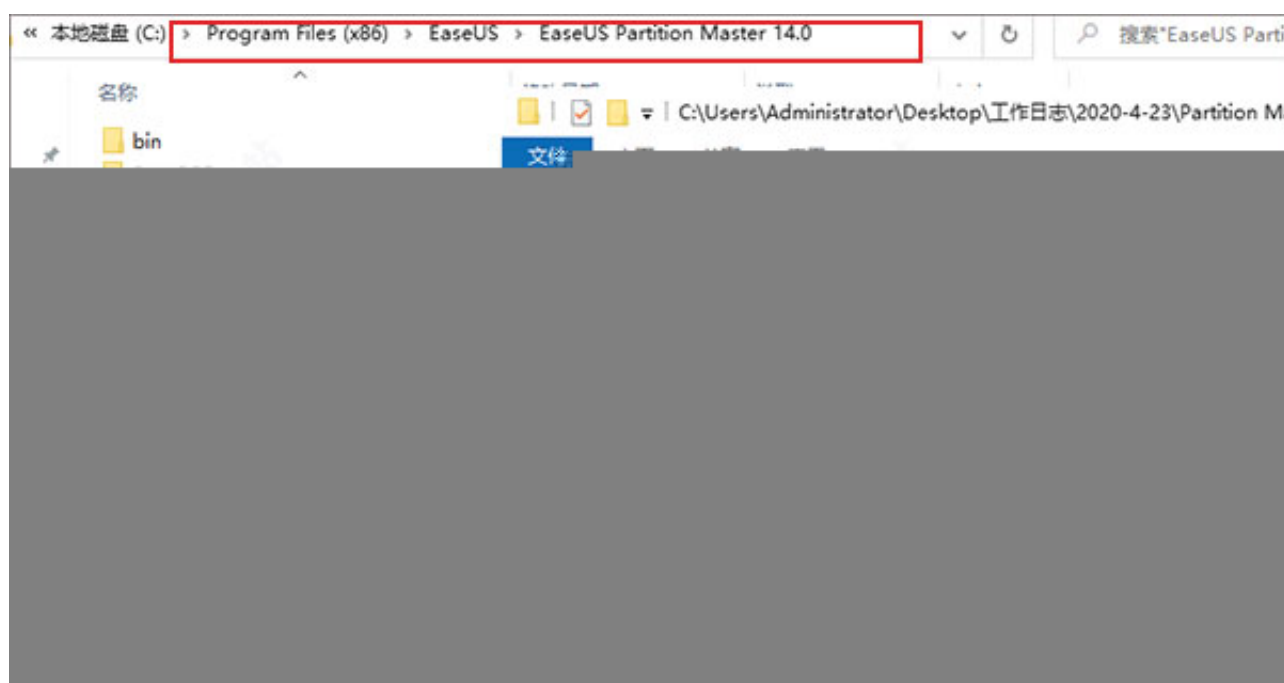 « 本地磁盘 (C:) › Program Files (x86) › EaseUS › EaseUS Partition Master 14.0
搜索"EaseUS Parti
名称
C:\Users\Administrator\Desktop\工作日志\2020-4-23\Partition M
bin
文件